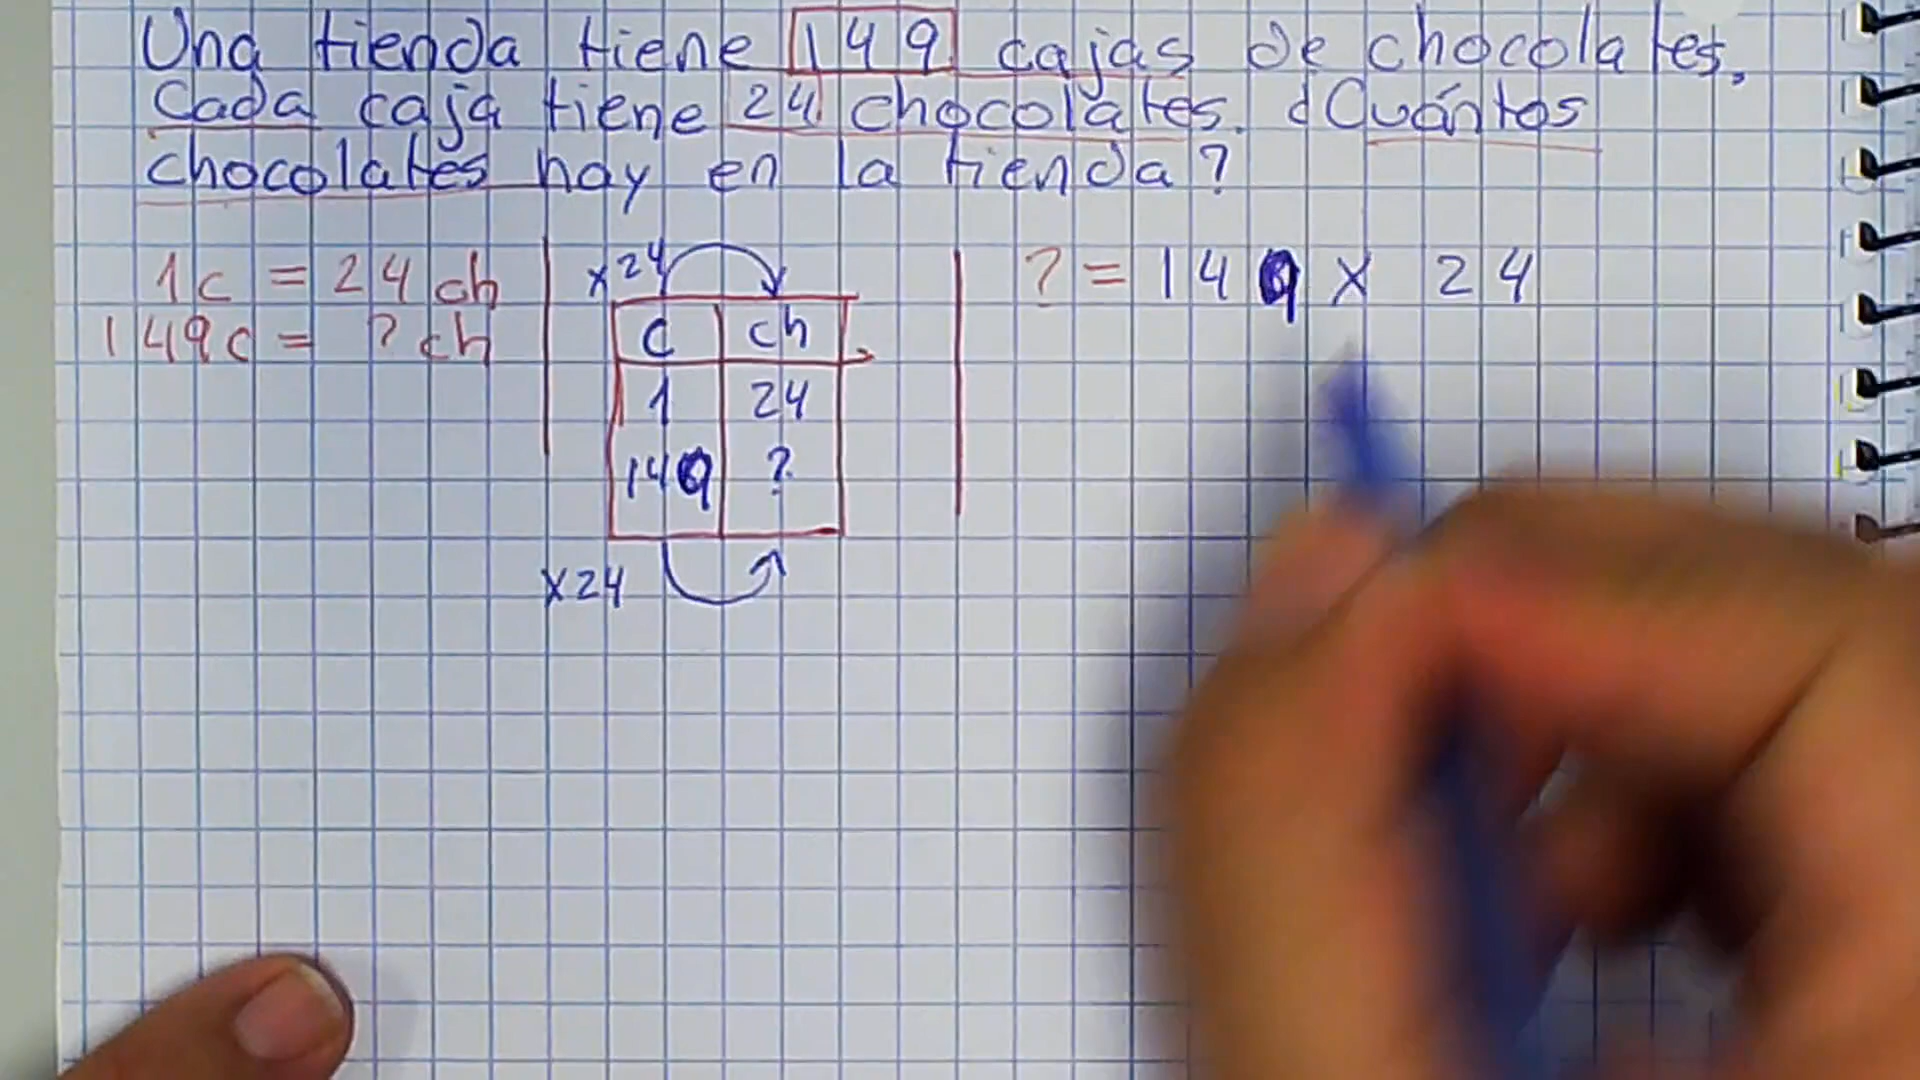 Una tienda tiene 149 cajas de chocolates.
Cada caja tiene 24 chocolates. ¿Cuántos
chocolates hay en la tienda?
1c = 24 ch
149c = ? ch
x24
c ch
1 24
149 ?
x24
? = 149 x 24